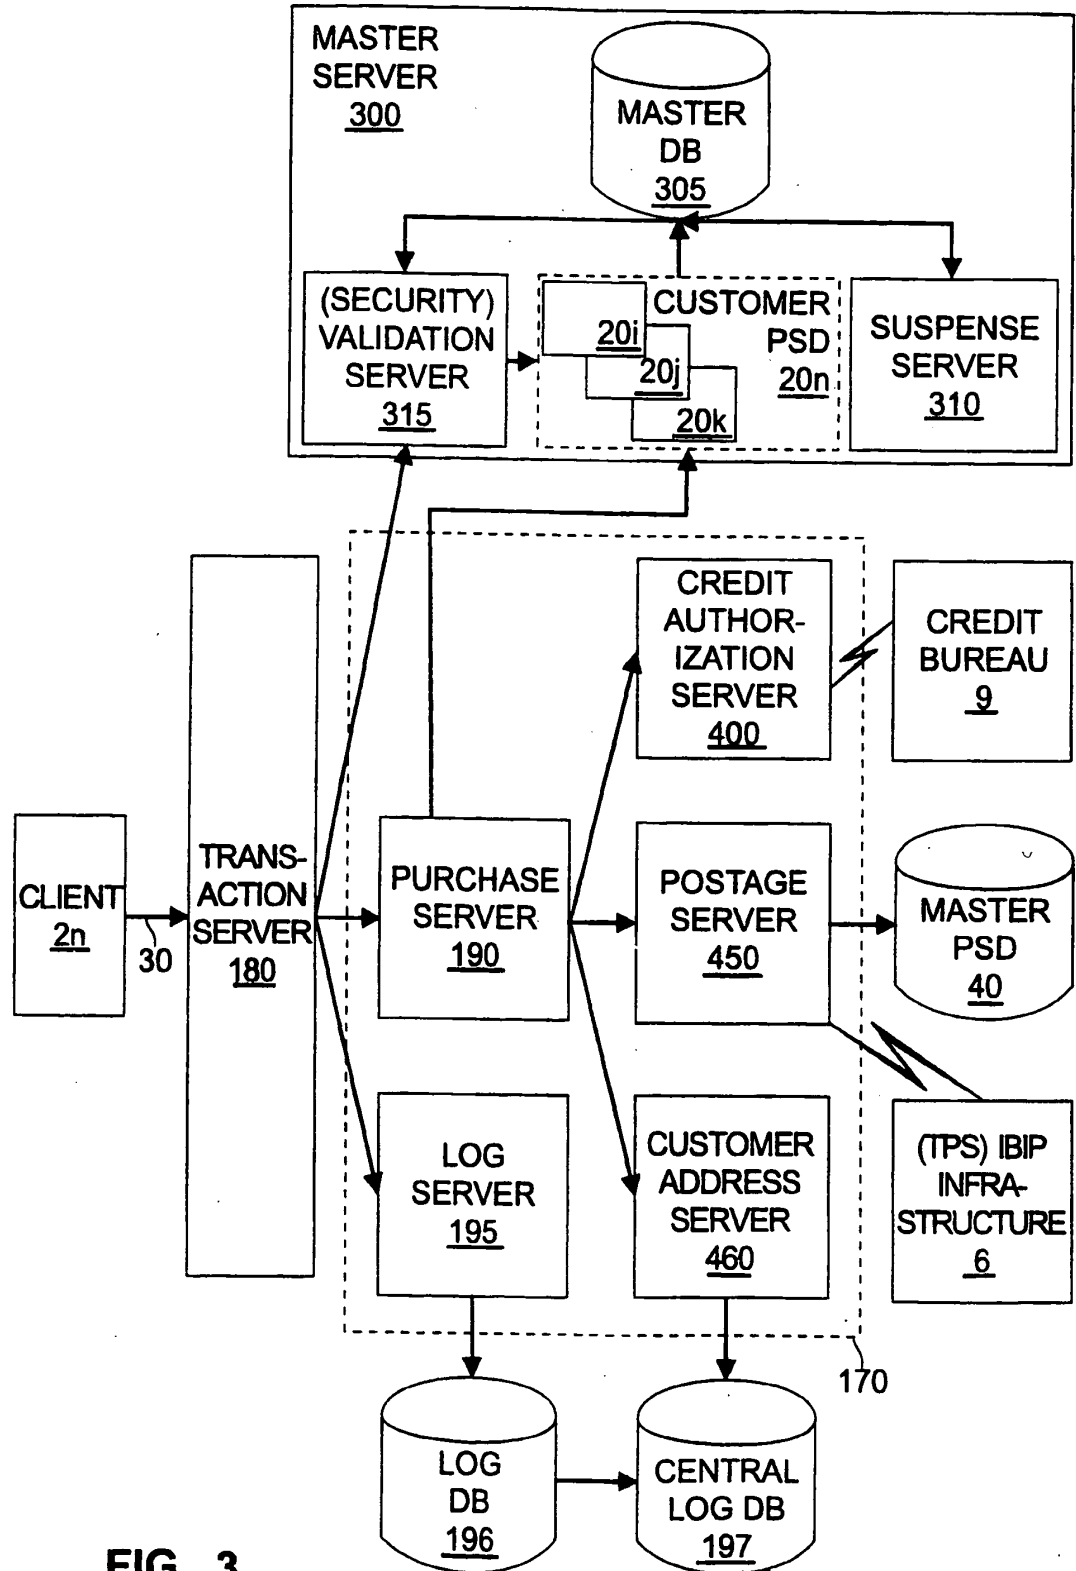 MASTER
SERVER
300
MASTER
DB
305
(SECURITY)
VALIDATION
SERVER
315
CUSTOMER
PSD
20n
20i
20j
20k
SUSPENSE
SERVER
310
CLIENT
2n
30
TRANS-
ACTION
SERVER
180
PURCHASE
SERVER
190
LOG
SERVER
195
CREDIT
AUTHOR-
IZATION
SERVER
400
POSTAGE
SERVER
450
CUSTOMER
ADDRESS
SERVER
460
CREDIT
BUREAU
9
MASTER
PSD
40
(TPS) IBIP
INFRA-
STRUCTURE
6
170
LOG
DB
196
CENTRAL
LOG DB
197
FIG. 3